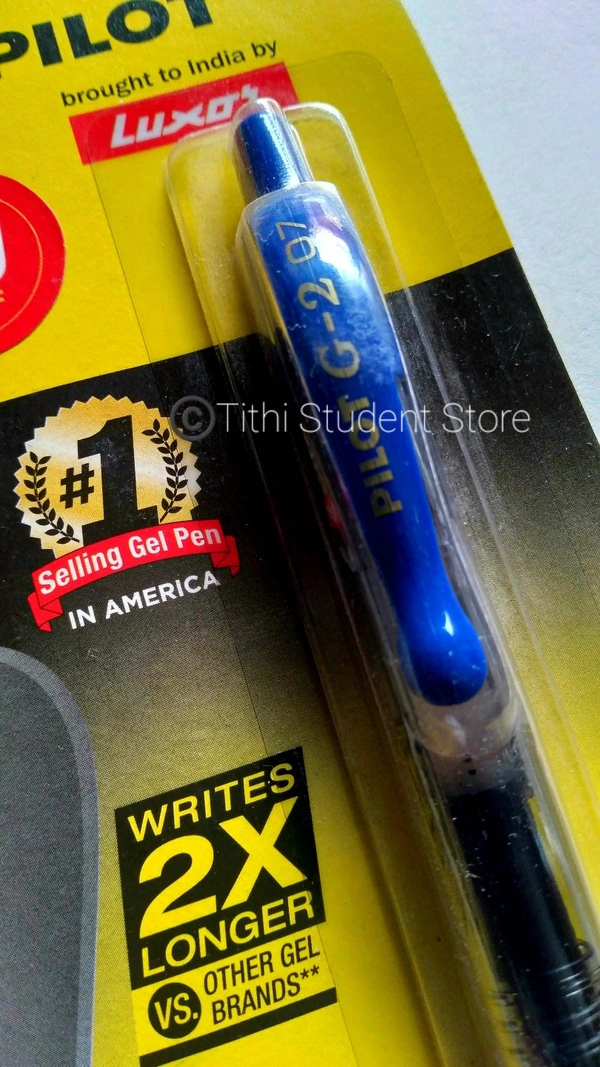 PILOT
brought to India by
Luxor
PILOT G-2 07
© Tithi Student Store
#1
Selling Gel Pen
IN AMERICA
WRITES
2X
LONGER
VS. OTHER GEL
BRANDS**